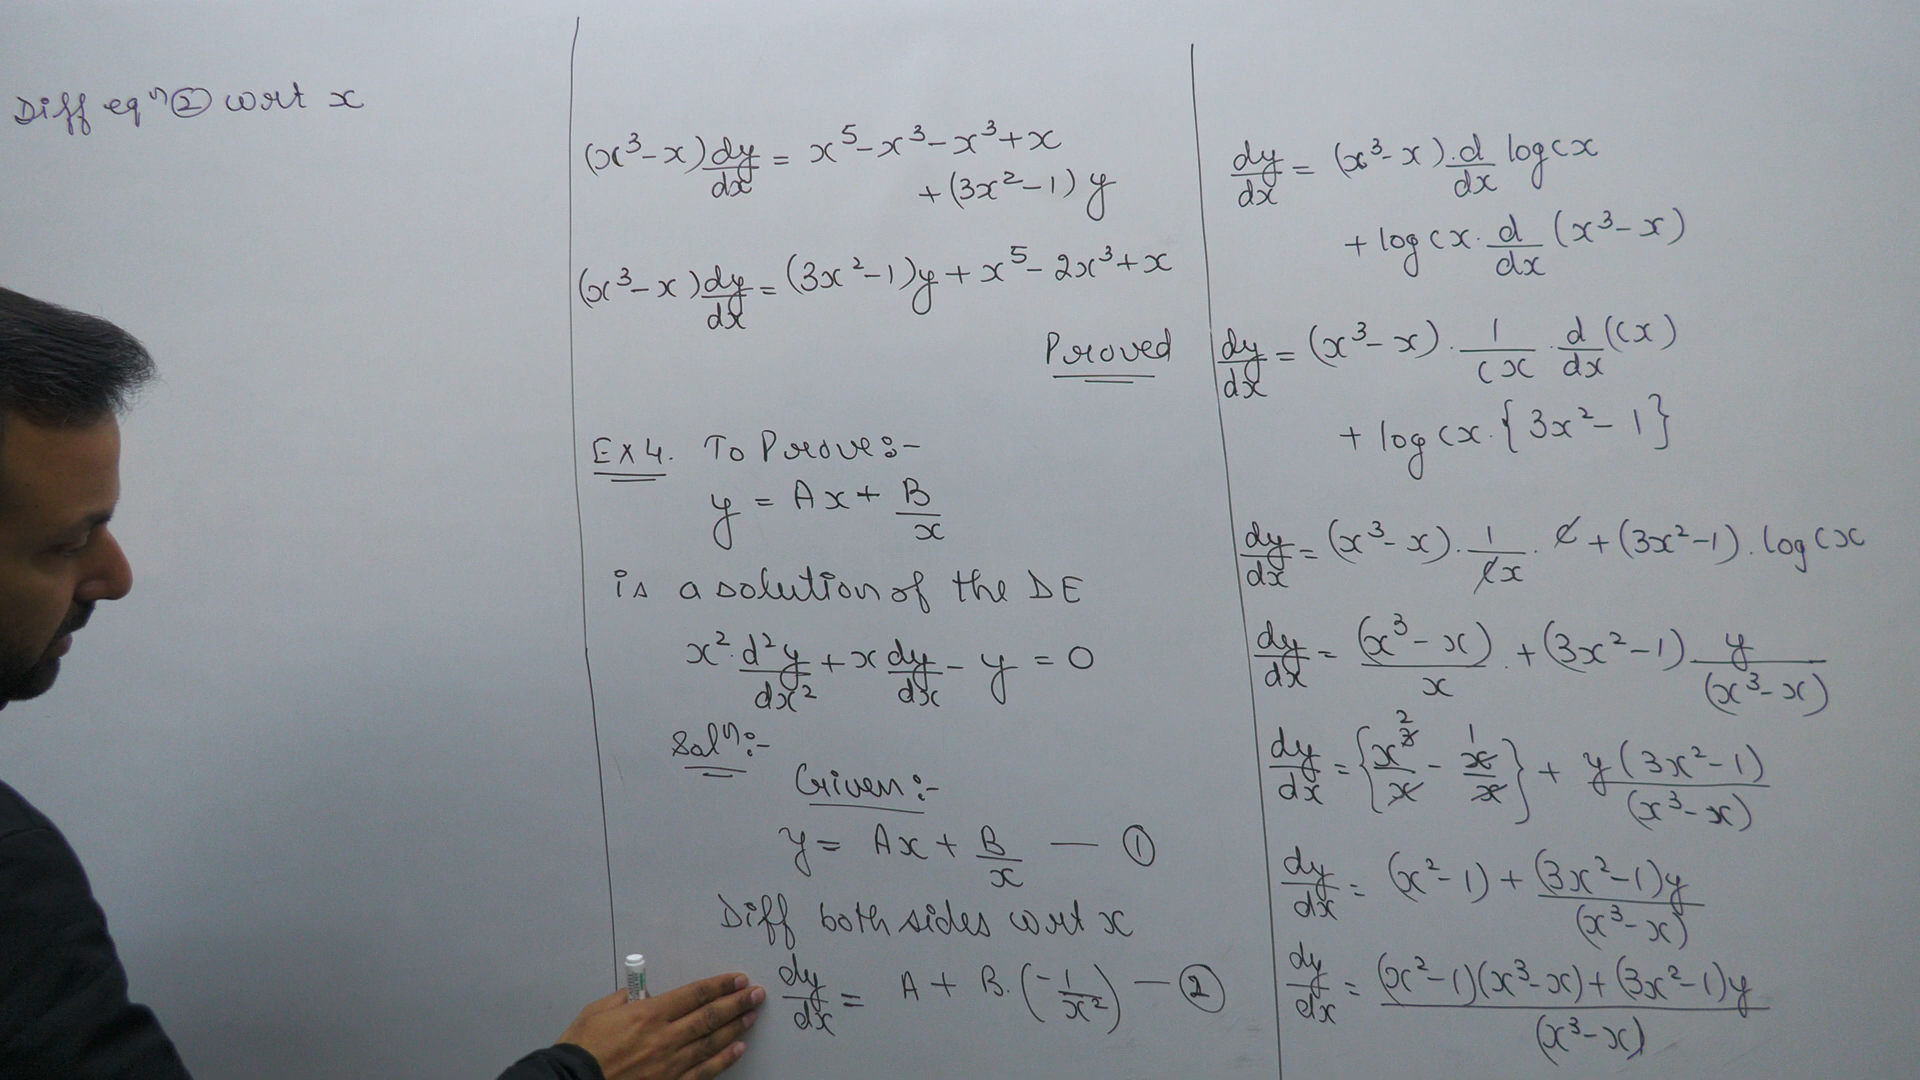 Diff eqⁿ ② wrt x
(x³-x) dy/dx = x⁵-x³-x³+x
+(3x²-1) y
(x³-x) dy/dx = (3x²-1)y + x⁵-2x³+x
Proved
EX4. To Prove:-
y = Ax + B/x
is a solution of the DE
x². d²y/dx² + x dy/dx - y = 0
Solⁿ:-
Given:-
y = Ax + B/x — ①
Diff both sides wrt x
dy/dx = A + B.(-1/x²) — ②
dy/dx = (x³-x). d/dx log cx
+ log cx. d/dx (x³-x)
dy/dx = (x³-x). 1/cx . d/dx (cx)
+ log cx. {3x²-1}
dy/dx = (x³-x). 1/cx . c + (3x²-1). log cx
dy/dx = (x³-x)/x . + (3x²-1) y/(x³-x)
dy/dx = {x³/x - x/x} + y(3x²-1)/(x³-x)
dy/dx = (x²-1) + (3x²-1)y/(x³-x)
dy/dx = (x²-1)(x³-x)+(3x²-1)y/(x³-x)